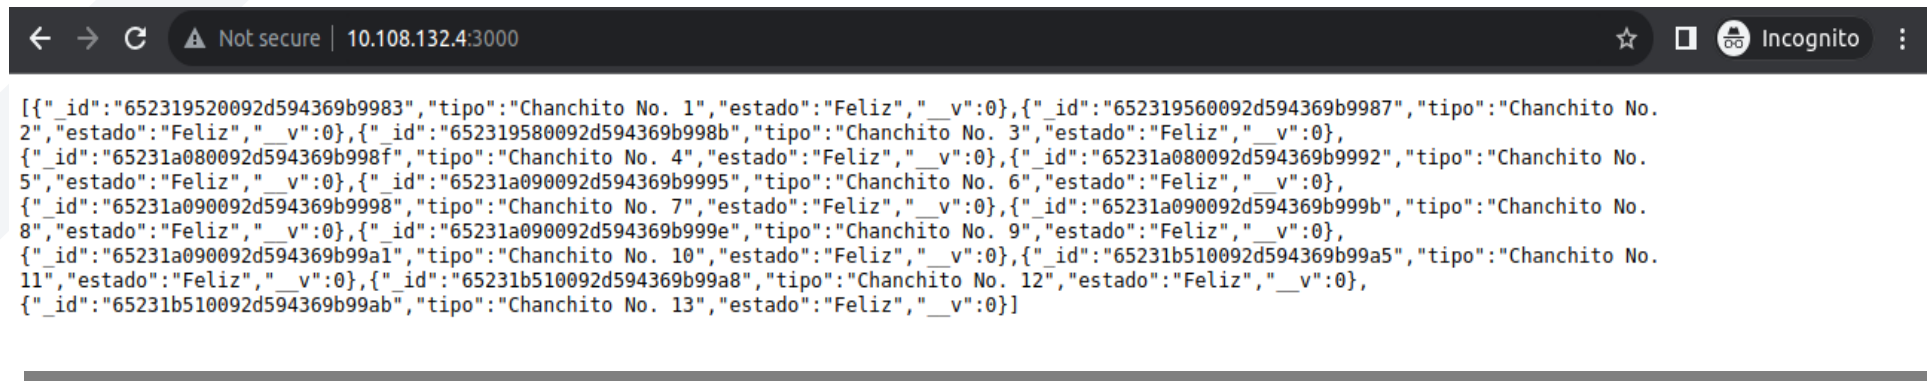 Not secure | 10.108.132.4:3000 Incognito
[{"_id":"652319520092d594369b9983","tipo":"Chanchito No. 1","estado":"Feliz","__v":0},{"_id":"652319560092d594369b9987","tipo":"Chanchito No.
2","estado":"Feliz","__v":0},{"_id":"652319580092d594369b998b","tipo":"Chanchito No. 3","estado":"Feliz","__v":0},
{"_id":"65231a080092d594369b998f","tipo":"Chanchito No. 4","estado":"Feliz","__v":0},{"_id":"65231a080092d594369b9992","tipo":"Chanchito No.
5","estado":"Feliz","__v":0},{"_id":"65231a090092d594369b9995","tipo":"Chanchito No. 6","estado":"Feliz","__v":0},
{"_id":"65231a090092d594369b9998","tipo":"Chanchito No. 7","estado":"Feliz","__v":0},{"_id":"65231a090092d594369b999b","tipo":"Chanchito No.
8","estado":"Feliz","__v":0},{"_id":"65231a090092d594369b999e","tipo":"Chanchito No. 9","estado":"Feliz","__v":0},
{"_id":"65231a090092d594369b99a1","tipo":"Chanchito No. 10","estado":"Feliz","__v":0},{"_id":"65231b510092d594369b99a5","tipo":"Chanchito No.
11","estado":"Feliz","__v":0},{"_id":"65231b510092d594369b99a8","tipo":"Chanchito No. 12","estado":"Feliz","__v":0},
{"_id":"65231b510092d594369b99ab","tipo":"Chanchito No. 13","estado":"Feliz","__v":0}]